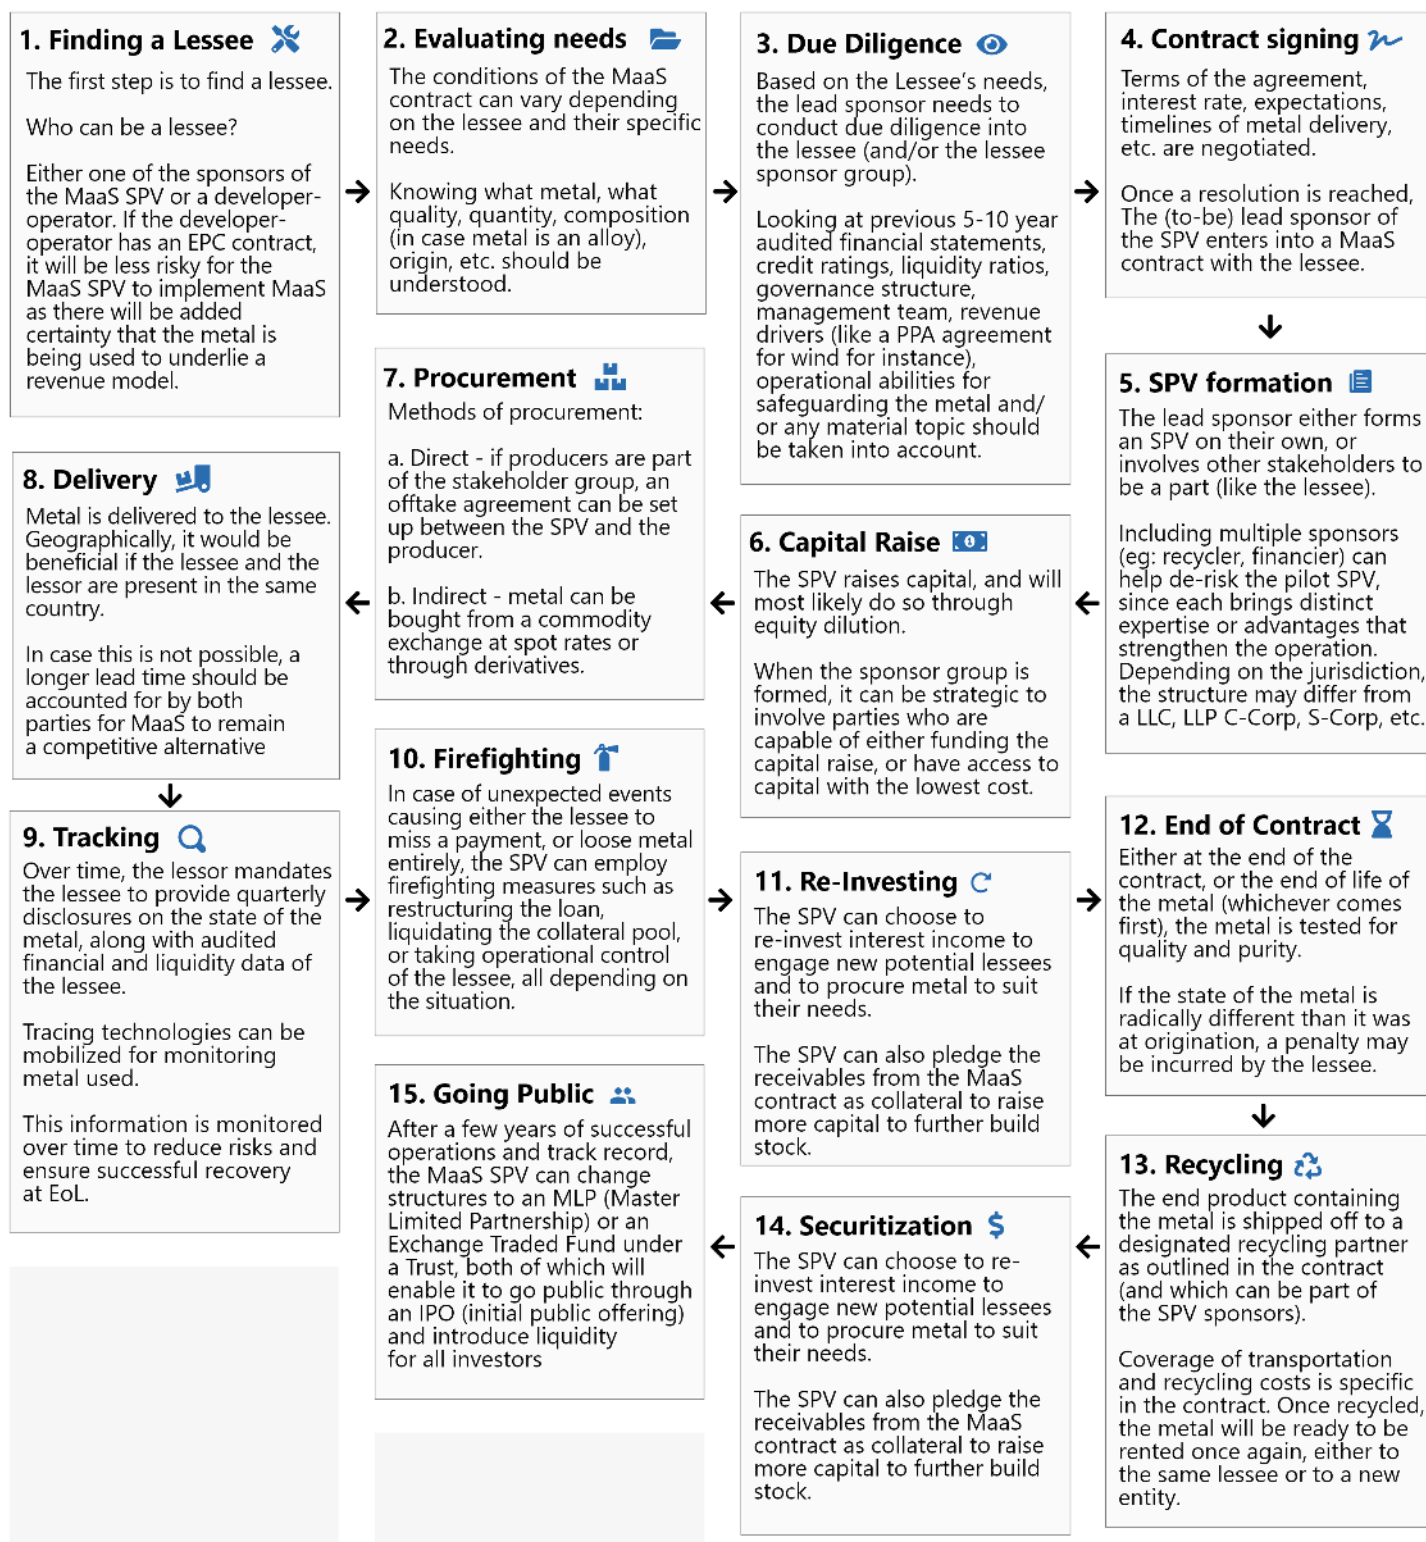 1. Finding a Lessee
The first step is to find a lessee.
Who can be a lessee?
Either one of the sponsors of
the MaaS SPV or a developer-
operator. If the developer-
operator has an EPC contract,
it will be less risky for the
MaaS SPV to implement MaaS
as there will be added
certainty that the metal is
being used to underlie a
revenue model.
2. Evaluating needs
The conditions of the MaaS
contract can vary depending
on the lessee and their specific
needs.
Knowing what metal, what
quality, quantity, composition
(in case metal is an alloy),
origin, etc. should be
understood.
3. Due Diligence
Based on the Lessee's needs,
the lead sponsor needs to
conduct due diligence into
the lessee (and/or the lessee
sponsor group).
Looking at previous 5-10 year
audited financial statements,
credit ratings, liquidity ratios,
governance structure,
management team, revenue
drivers (like a PPA agreement
for wind for instance),
operational abilities for
safeguarding the metal and/
or any material topic should
be taken into account.
4. Contract signing
Terms of the agreement,
interest rate, expectations,
timelines of metal delivery,
etc. are negotiated.
Once a resolution is reached,
The (to-be) lead sponsor of
the SPV enters into a MaaS
contract with the lessee.
5. SPV formation
The lead sponsor either forms
an SPV on their own, or
involves other stakeholders to
be a part (like the lessee).
Including multiple sponsors
(eg: recycler, financier) can
help de-risk the pilot SPV,
since each brings distinct
expertise or advantages that
strengthen the operation.
Depending on the jurisdiction,
the structure may differ from
a LLC, LLP C-Corp, S-Corp, etc.
6. Capital Raise
The SPV raises capital, and will
most likely do so through
equity dilution.
When the sponsor group is
formed, it can be strategic to
involve parties who are
capable of either funding the
capital raise, or have access to
capital with the lowest cost.
7. Procurement
Methods of procurement:
a. Direct - if producers are part
of the stakeholder group, an
offtake agreement can be set
up between the SPV and the
producer.
b. Indirect - metal can be
bought from a commodity
exchange at spot rates or
through derivatives.
8. Delivery
Metal is delivered to the lessee.
Geographically, it would be
beneficial if the lessee and the
lessor are present in the same
country.
In case this is not possible, a
longer lead time should be
accounted for by both
parties for MaaS to remain
a competitive alternative
9. Tracking
Over time, the lessor mandates
the lessee to provide quarterly
disclosures on the state of the
metal, along with audited
financial and liquidity data of
the lessee.
Tracing technologies can be
mobilized for monitoring
metal used.
This information is monitored
over time to reduce risks and
ensure successful recovery
at EoL.
10. Firefighting
In case of unexpected events
causing either the lessee to
miss a payment, or loose metal
entirely, the SPV can employ
firefighting measures such as
restructuring the loan,
liquidating the collateral pool,
or taking operational control
of the lessee, all depending on
the situation.
11. Re-Investing
The SPV can choose to
re-invest interest income to
engage new potential lessees
and to procure metal to suit
their needs.
The SPV can also pledge the
receivables from the MaaS
contract as collateral to raise
more capital to further build
stock.
12. End of Contract
Either at the end of the
contract, or the end of life of
the metal (whichever comes
first), the metal is tested for
quality and purity.
If the state of the metal is
radically different than it was
at origination, a penalty may
be incurred by the lessee.
13. Recycling
The end product containing
the metal is shipped off to a
designated recycling partner
as outlined in the contract
(and which can be part of
the SPV sponsors).
Coverage of transportation
and recycling costs is specific
in the contract. Once recycled,
the metal will be ready to be
rented once again, either to
the same lessee or to a new
entity.
14. Securitization
The SPV can choose to re-
invest interest income to
engage new potential lessees
and to procure metal to suit
their needs.
The SPV can also pledge the
receivables from the MaaS
contract as collateral to raise
more capital to further build
stock.
15. Going Public
After a few years of successful
operations and track record,
the MaaS SPV can change
structures to an MLP (Master
Limited Partnership) or an
Exchange Traded Fund under
a Trust, both of which will
enable it to go public through
an IPO (initial public offering)
and introduce liquidity
for all investors